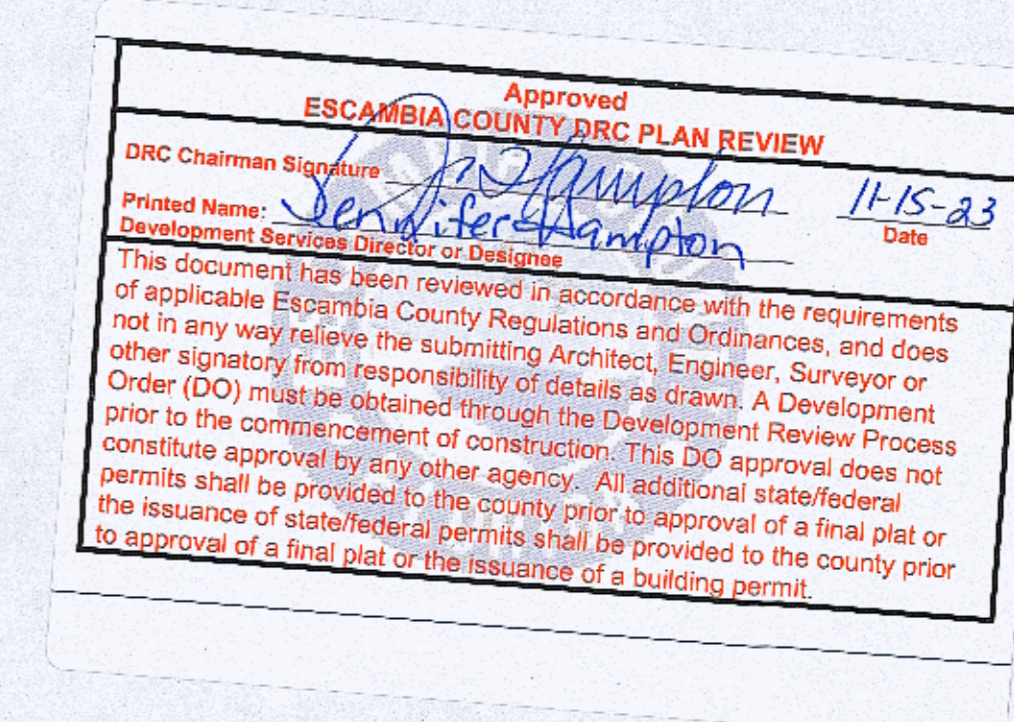 Approved
ESCAMBIA COUNTY DRC PLAN REVIEW
DRC Chairman Signature J. Hampton 11-15-23
Date
Printed Name: Jennifer Hampton
Development Services Director or Designee
This document has been reviewed in accordance with the requirements
of applicable Escambia County Regulations and Ordinances, and does
not in any way relieve the submitting Architect, Engineer, Surveyor or
other signatory from responsibility of details as drawn. A Development
Order (DO) must be obtained through the Development Review Process
prior to the commencement of construction. This DO approval does not
constitute approval by any other agency. All additional state/federal
permits shall be provided to the county prior to approval of a final plat or
the issuance of state/federal permits shall be provided to the county prior
to approval of a final plat or the issuance of a building permit.